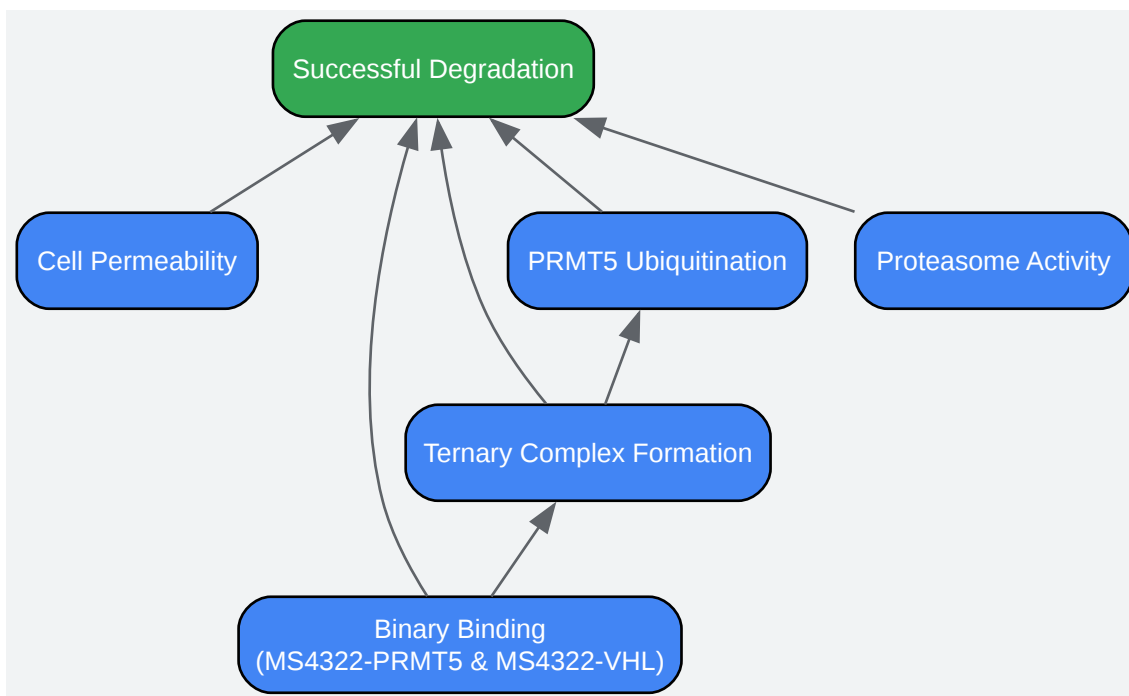 Successful Degradation
Cell Permeability
PRMT5 Ubiquitination
Proteasome Activity
Ternary Complex Formation
Binary Binding
(MS4322-PRMT5 & MS4322-VHL)